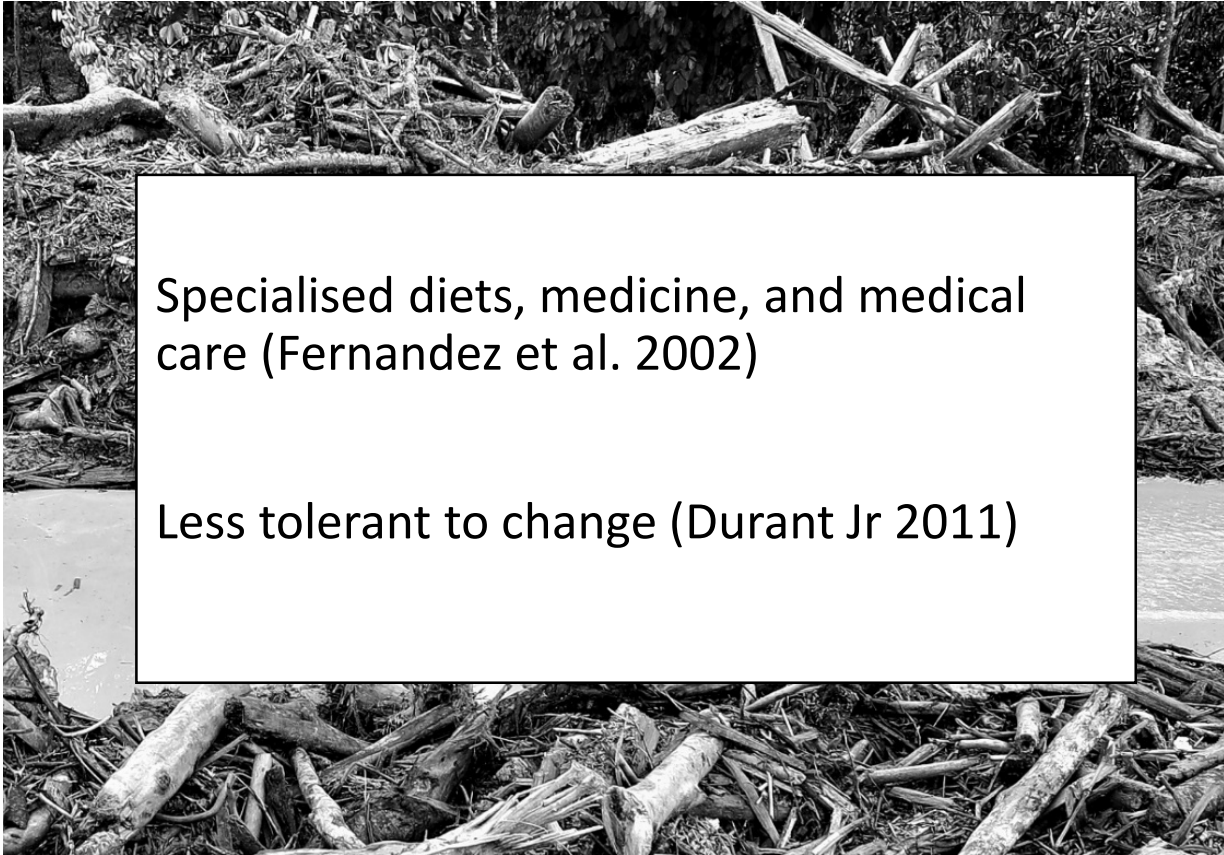 Specialised diets, medicine, and medical
care (Fernandez et al. 2002)
Less tolerant to change (Durant Jr 2011)